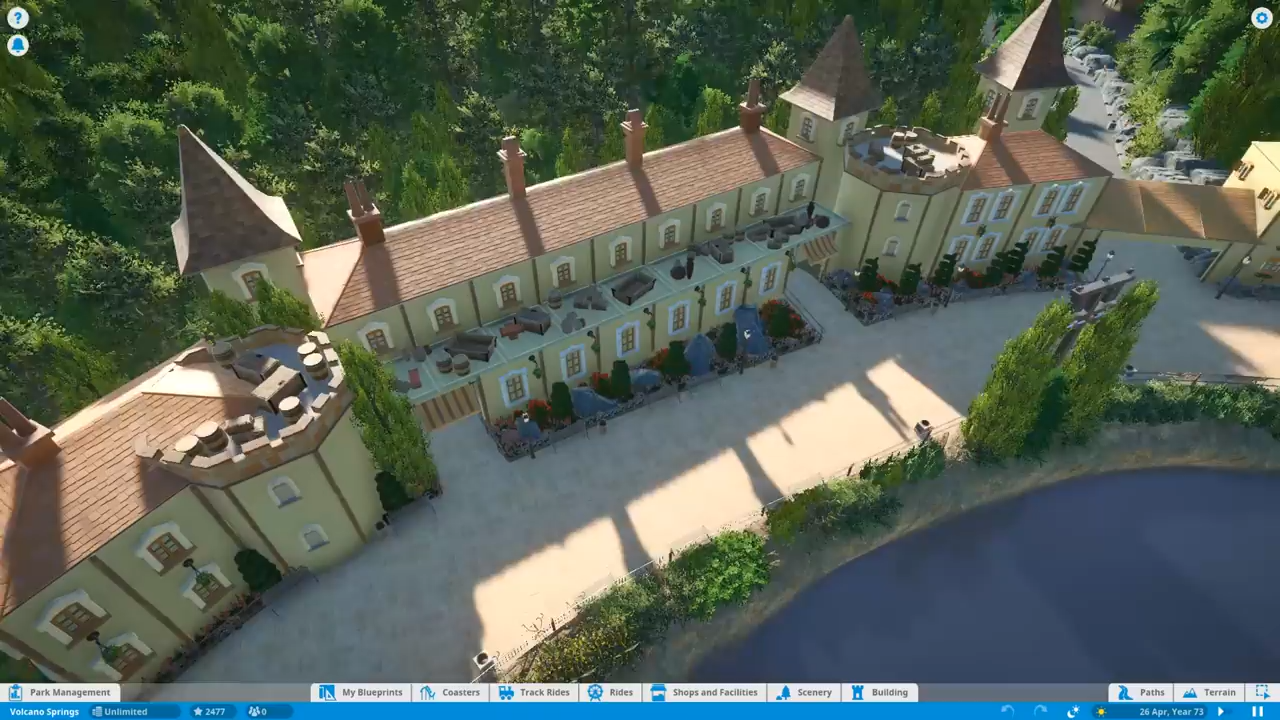 ?
Park Management
My Blueprints
Coasters
Track Rides
Rides
Shops and Facilities
Scenery
Building
Paths
Terrain
Volcano Springs
Unlimited
2477
0
26 Apr, Year 73